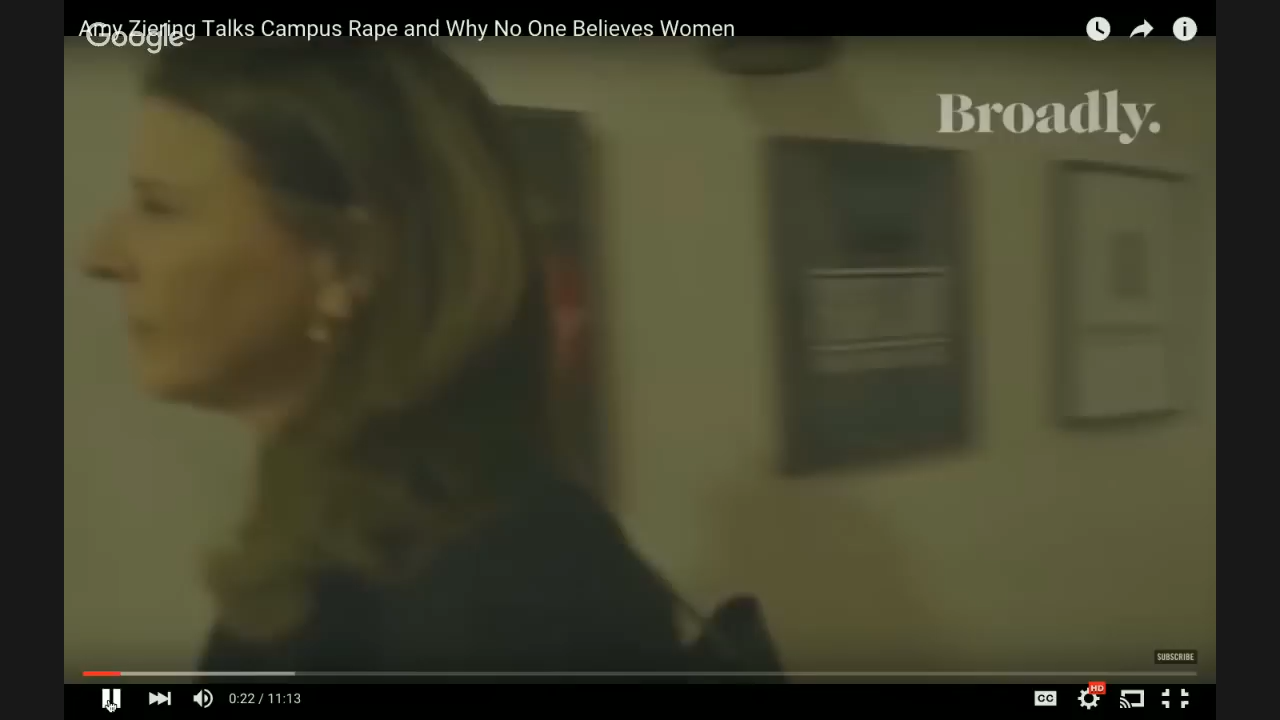 Amy Ziering Talks Campus Rape and Why No One Believes Women
Google
Broadly.
SUBSCRIBE
0:22 / 11:13
CC
HD